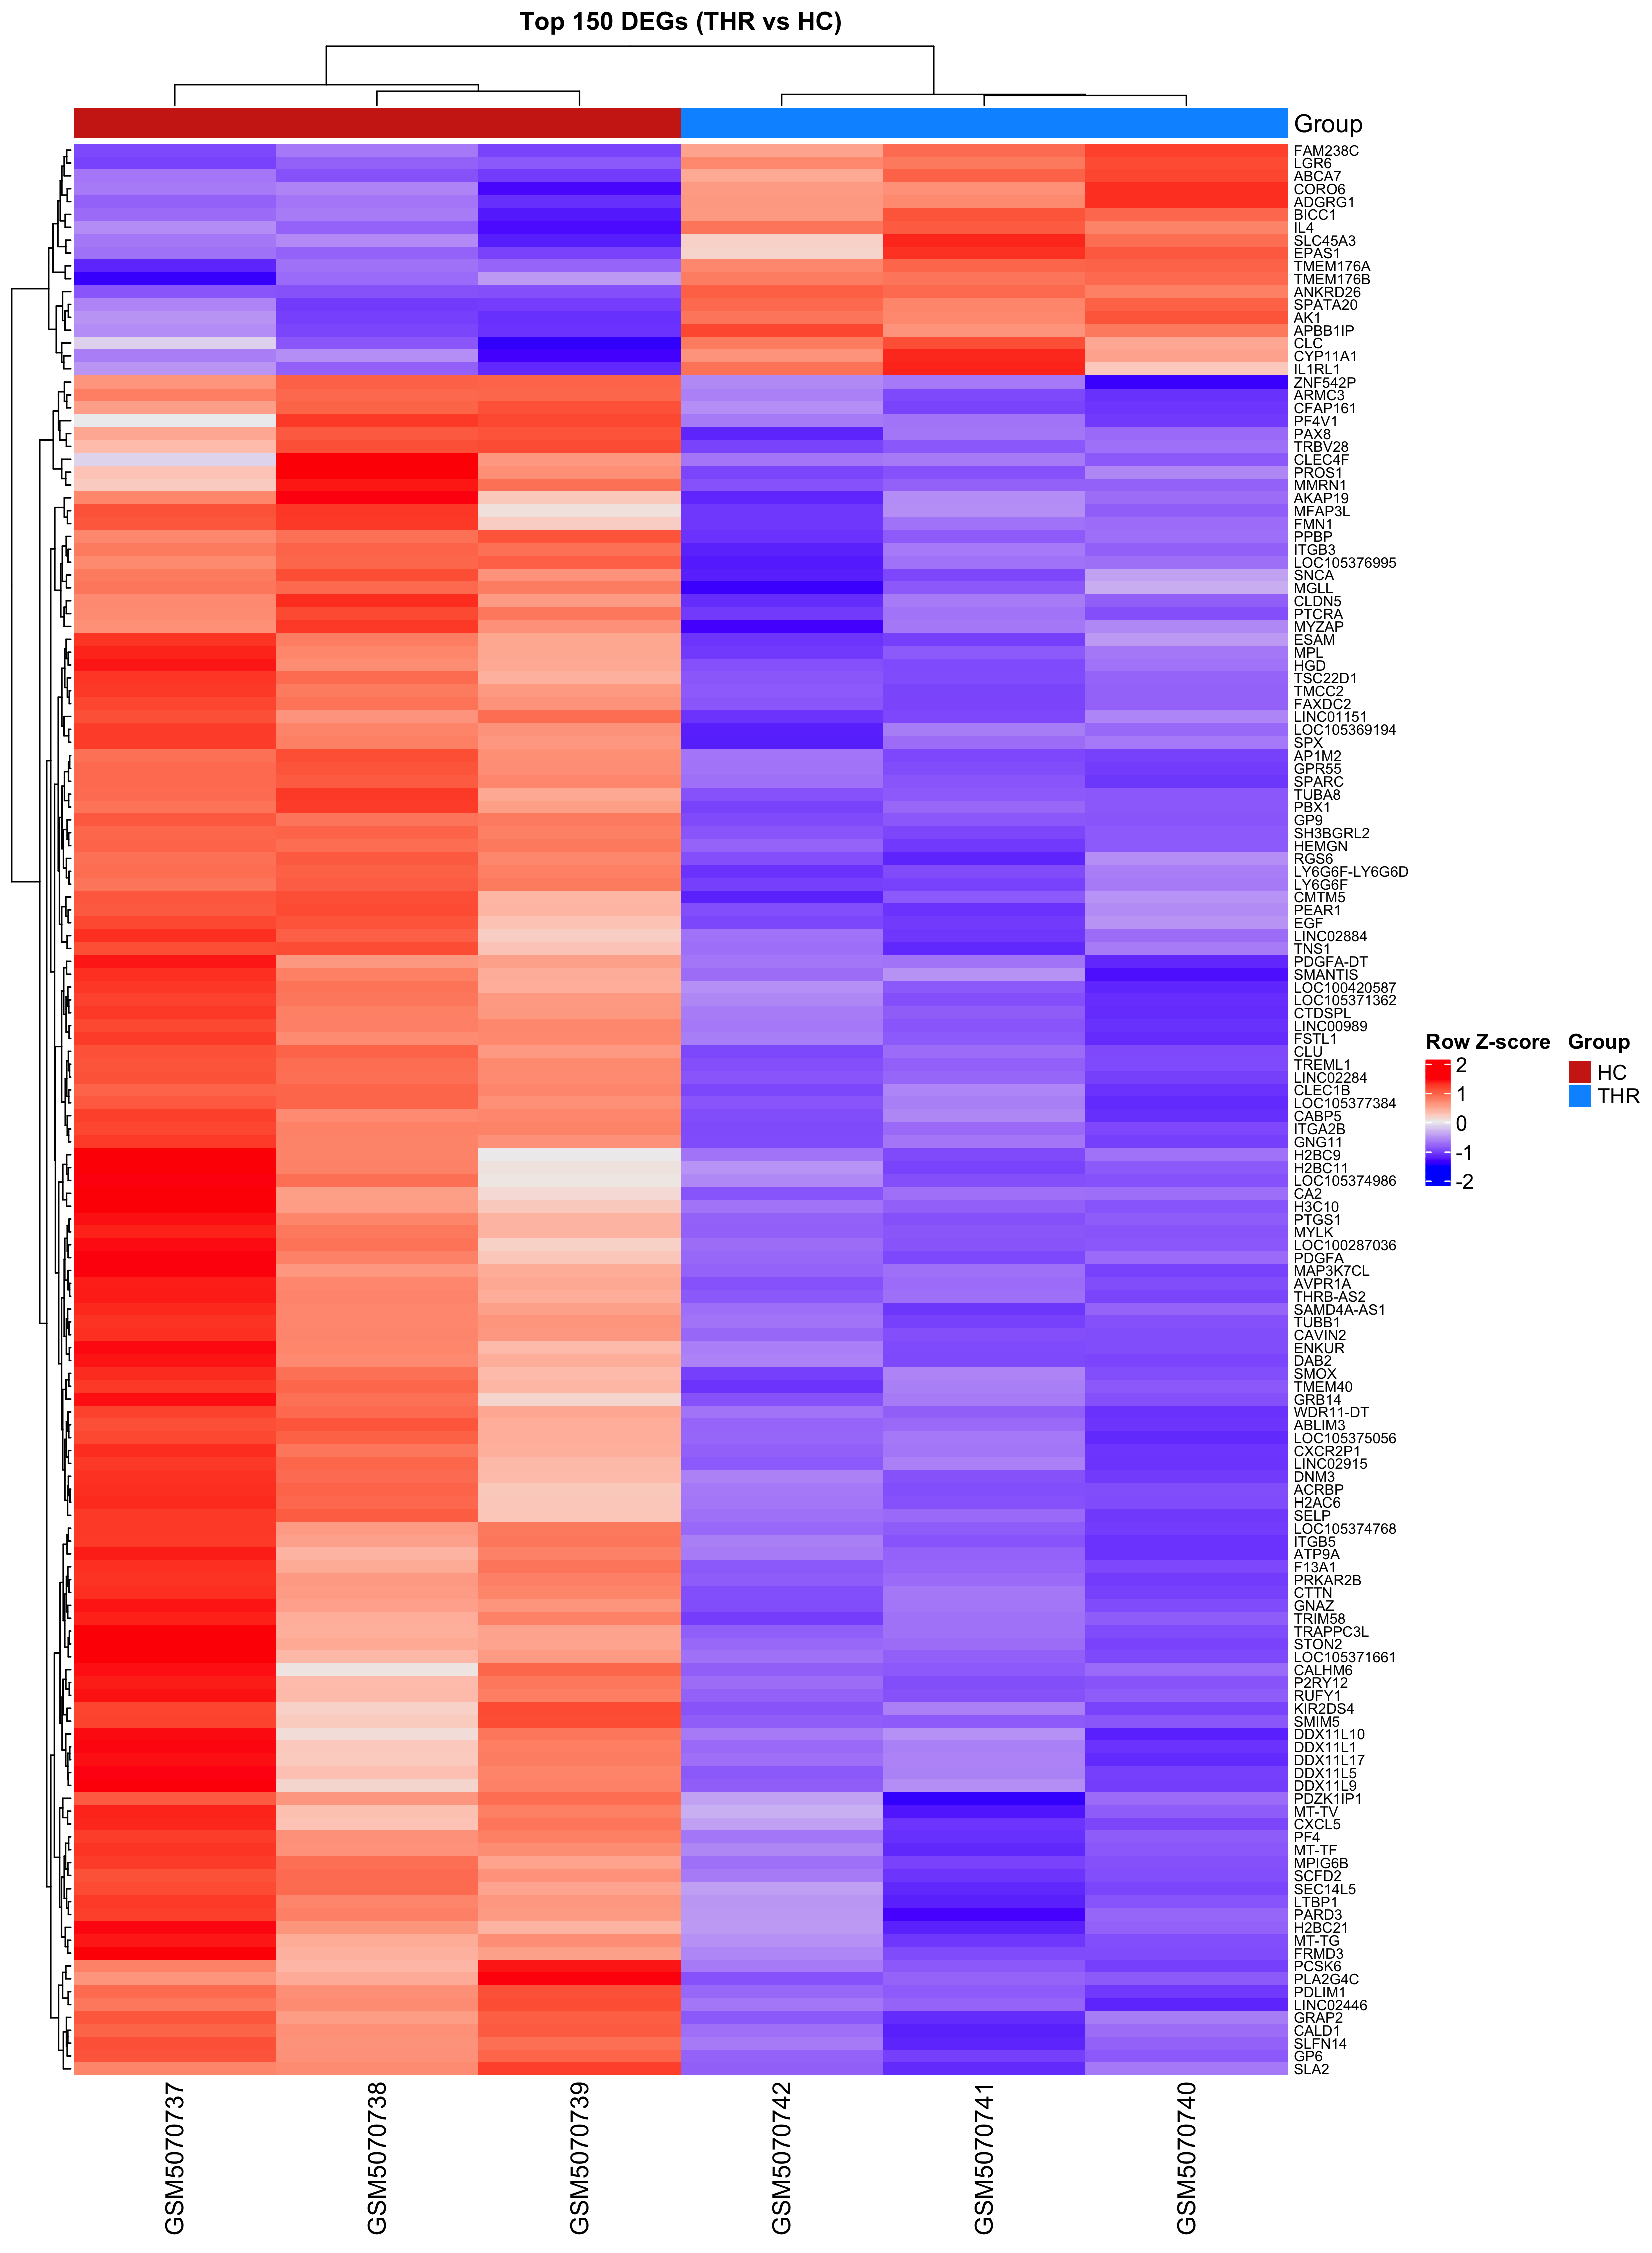 Top 150 DEGs (THR vs HC)
Group
FAM238C
LGR6
ABCA7
CORO6
ADGRG1
BICC1
IL4
SLC45A3
EPAS1
TMEM176A
TMEM176B
ANKRD26
SPATA20
AK1
APBB1IP
CLC
CYP11A1
IL1RL1
ZNF542P
ARMC3
CFAP161
PF4V1
PAX8
TRBV28
CLEC4F
PROS1
MMRN1
AKAP19
MFAP3L
FMN1
PPBP
ITGB3
LOC105376995
SNCA
MGLL
CLDN5
PTCRA
MYZAP
ESAM
MPL
HGD
TSC22D1
TMCC2
FAXDC2
LINC01151
LOC105369194
SPX
AP1M2
GPR55
SPARC
TUBA8
PBX1
GP9
SH3BGRL2
HEMGN
RGS6
LY6G6F-LY6G6D
LY6G6F
CMTM5
PEAR1
EGF
LINC02884
TNS1
PDGFA-DT
SMANTIS
LOC100420587
LOC105371362
CTDSPL
LINC00989
FSTL1
CLU
TREML1
LINC02284
CLEC1B
LOC105377384
CABP5
ITGA2B
GNG11
H2BC9
H2BC11
LOC105374986
CA2
H3C10
PTGS1
MYLK
LOC100287036
PDGFA
MAP3K7CL
AVPR1A
THRB-AS2
SAMD4A-AS1
TUBB1
CAVIN2
ENKUR
DAB2
SMOX
TMEM40
GRB14
WDR11-DT
ABLIM3
LOC105375056
CXCR2P1
LINC02915
DNM3
ACRBP
H2AC6
SELP
LOC105374768
ITGB5
ATP9A
F13A1
PRKAR2B
CTTN
GNAZ
TRIM58
TRAPPC3L
STON2
LOC105371661
CALHM6
P2RY12
RUFY1
KIR2DS4
SMIM5
DDX11L10
DDX11L1
DDX11L17
DDX11L5
DDX11L9
PDZK1IP1
MT-TV
CXCL5
PF4
MT-TF
MPIG6B
SCFD2
SEC14L5
LTBP1
PARD3
H2BC21
MT-TG
FRMD3
PCSK6
PLA2G4C
PDLIM1
LINC02446
GRAP2
CALD1
SLFN14
GP6
SLA2
GSM5070737
GSM5070738
GSM5070739
GSM5070742
GSM5070741
GSM5070740
Row Z-score
2
1
0
-1
-2
Group
HC
THR